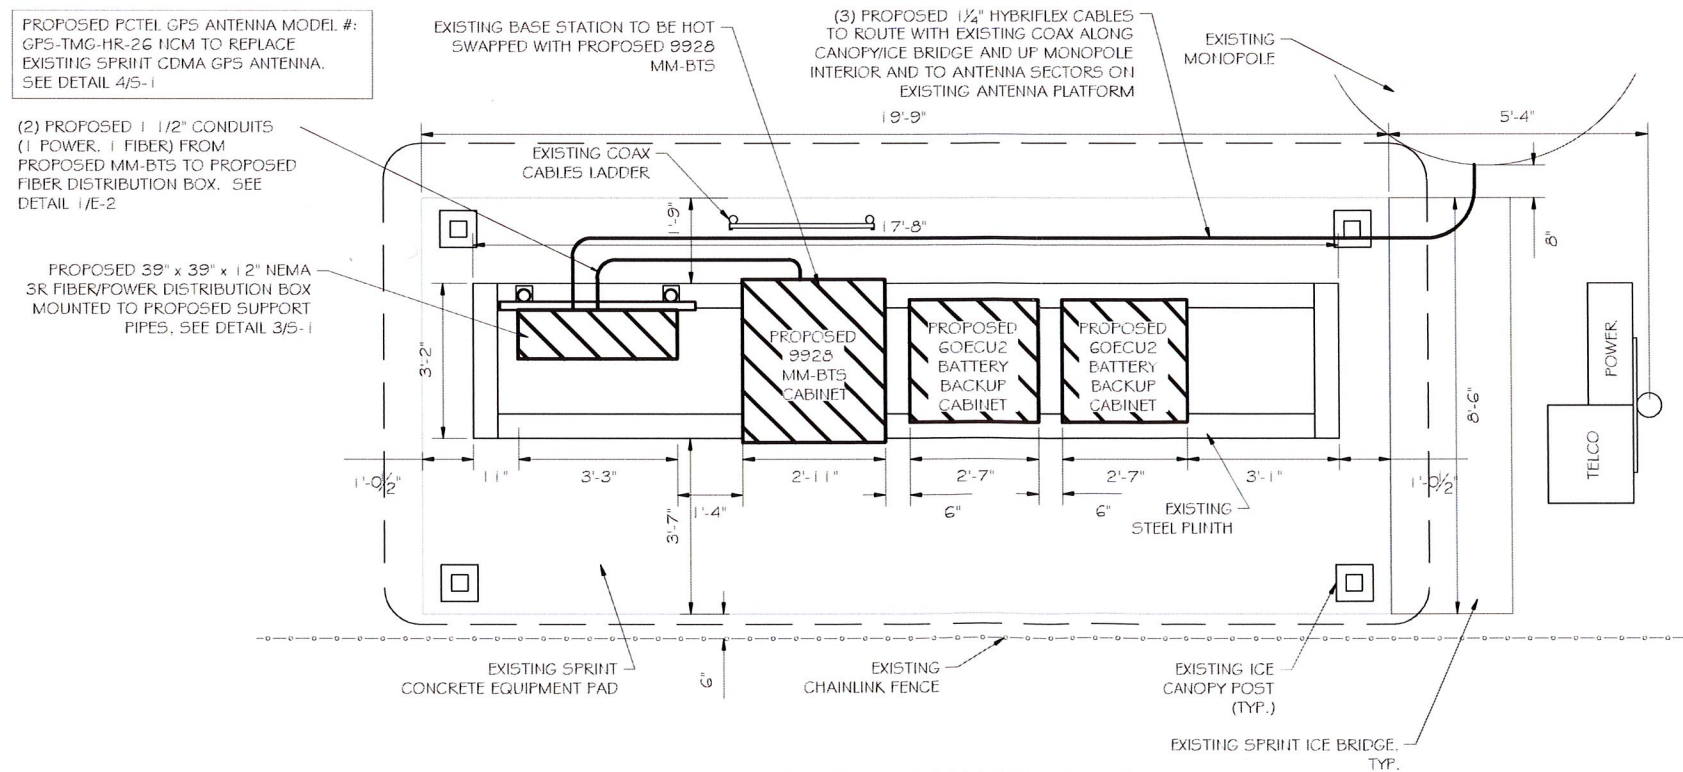 PROPOSED PCTEL GPS ANTENNA MODEL #:
GPS-TMG-HR-26 NCM TO REPLACE
EXISTING SPRINT CDMA GPS ANTENNA.
SEE DETAIL 4/S-1
(2) PROPOSED 1 1/2" CONDUITS
(1 POWER, 1 FIBER) FROM
PROPOSED MM-BTS TO PROPOSED
FIBER DISTRIBUTION BOX. SEE
DETAIL 1/E-2
PROPOSED 39" x 39" x 12" NEMA
3R FIBER/POWER DISTRIBUTION BOX
MOUNTED TO PROPOSED SUPPORT
PIPES, SEE DETAIL 3/S-1
EXISTING BASE STATION TO BE HOT
SWAPPED WITH PROPOSED 9928
MM-BTS
EXISTING COAX
CABLES LADDER
(3) PROPOSED 1 1/4" HYBRIFLEX CABLES
TO ROUTE WITH EXISTING COAX ALONG
CANOPY/ICE BRIDGE AND UP MONOPOLE
INTERIOR AND TO ANTENNA SECTORS ON
EXISTING ANTENNA PLATFORM
EXISTING
MONOPOLE
19'-9"
5'-4"
1'-9"
17'-8"
8"
3'-2"
PROPOSED
9928
MM-BTS
CABINET
PROPOSED
60ECU2
BATTERY
BACKUP
CABINET
PROPOSED
60ECU2
BATTERY
BACKUP
CABINET
POWER
TELCO
8'-6"
1'-0 1/2"
11"
3'-3"
1'-4"
2'-11"
2'-7"
6"
2'-7"
6"
3'-1"
1'-0 1/2"
3'-7"
EXISTING
STEEL PLINTH
6"
EXISTING SPRINT
CONCRETE EQUIPMENT PAD
EXISTING
CHAINLINK FENCE
EXISTING ICE
CANOPY POST
(TYP.)
EXISTING SPRINT ICE BRIDGE,
TYP.